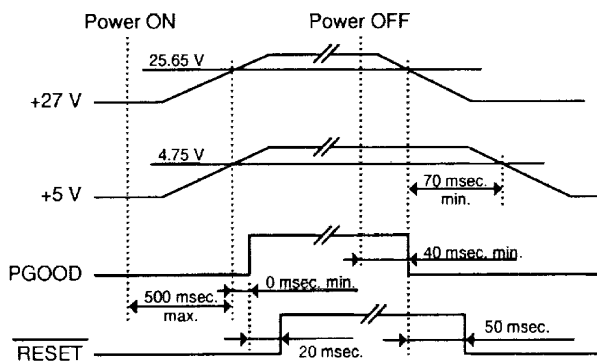 Power ON
Power OFF
25.65 V
+27 V
4.75 V
+5 V
70 msec.
min.
PGOOD
40 msec. min.
0 msec. min.
500 msec.
max.
RESET
20 msec.
50 msec.